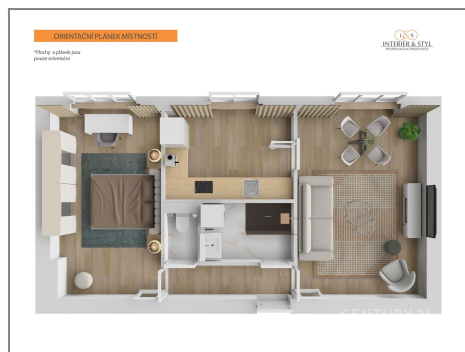 ORIENTAČNÍ PLÁNEK MÍSTNOSTÍ
*Plochy a plánek jsou
pouze orientační
I & S
INTERIÉR & STYL
CENTURY 21